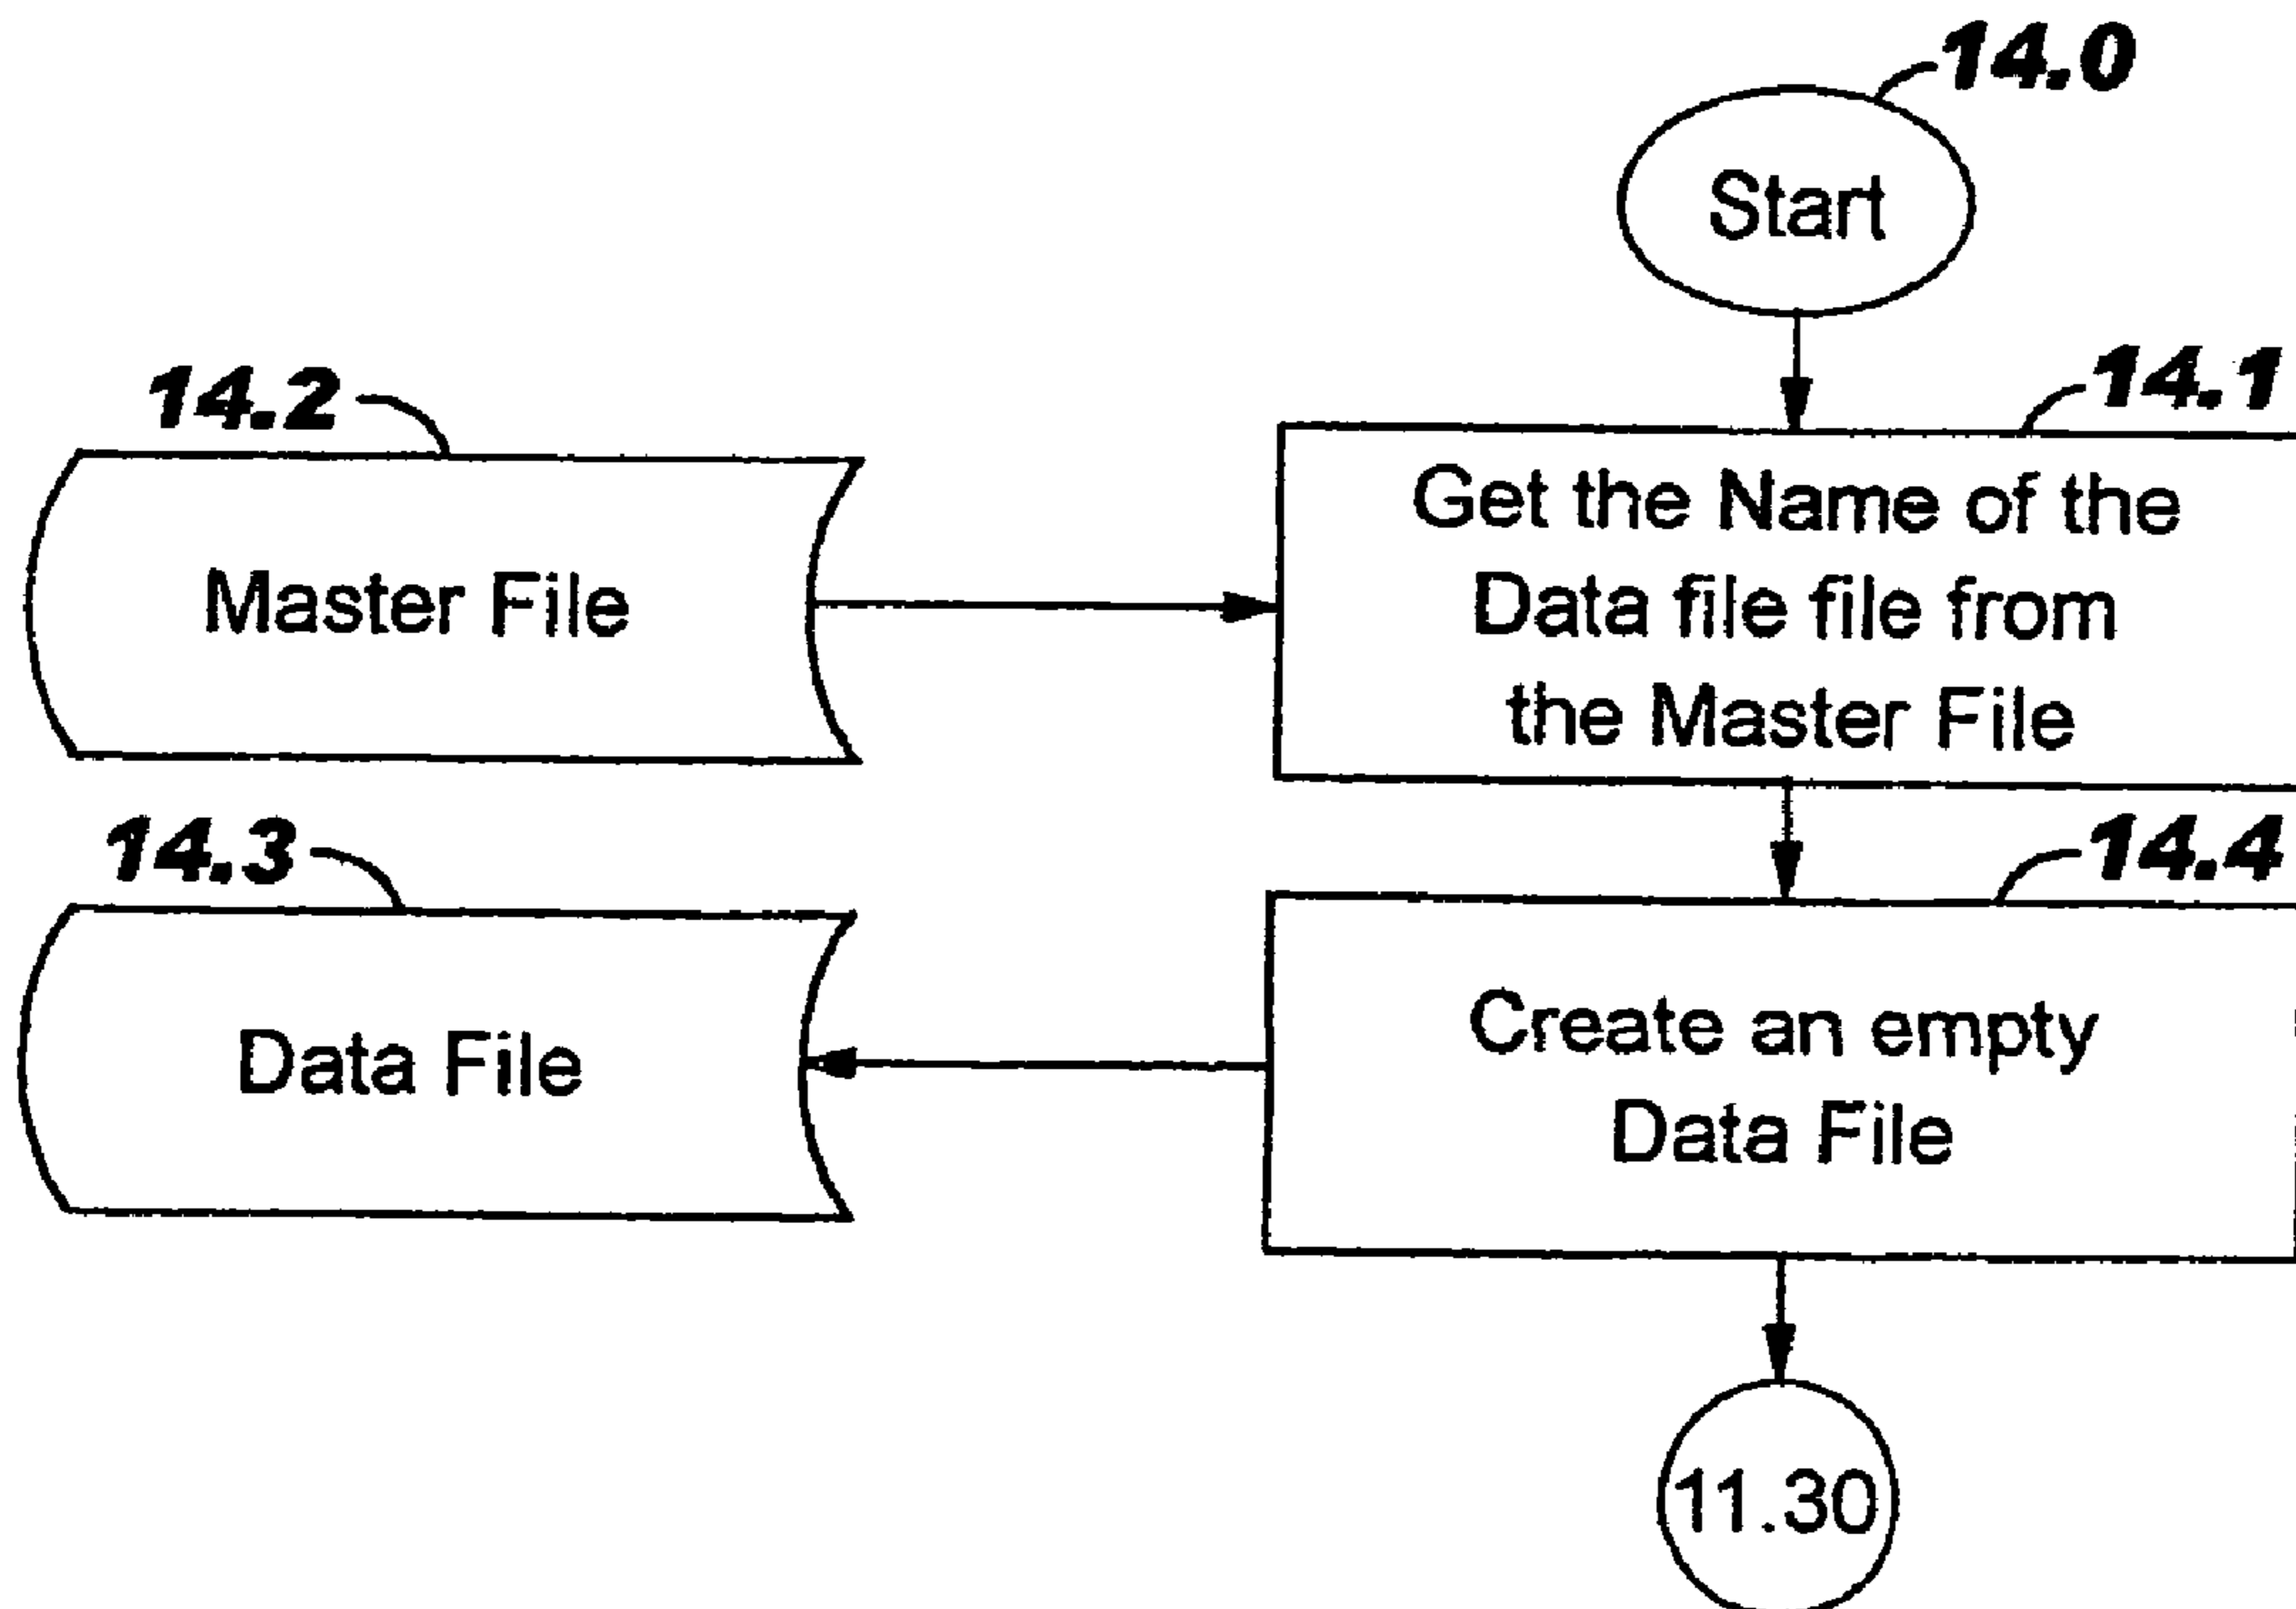 14.0
Start
14.2
14.1
Master File
Get the Name of the
Data file file from
the Master File
14.3
14.4
Data File
Create an empty
Data File
11.30